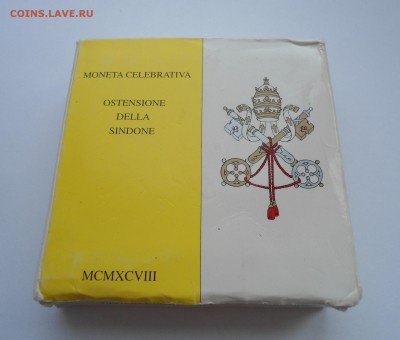 COINS.LAVE.RU
MONETA CELEBRATIVA
OSTENSIONE
DELLA
SINDONE
MCMXCVIII